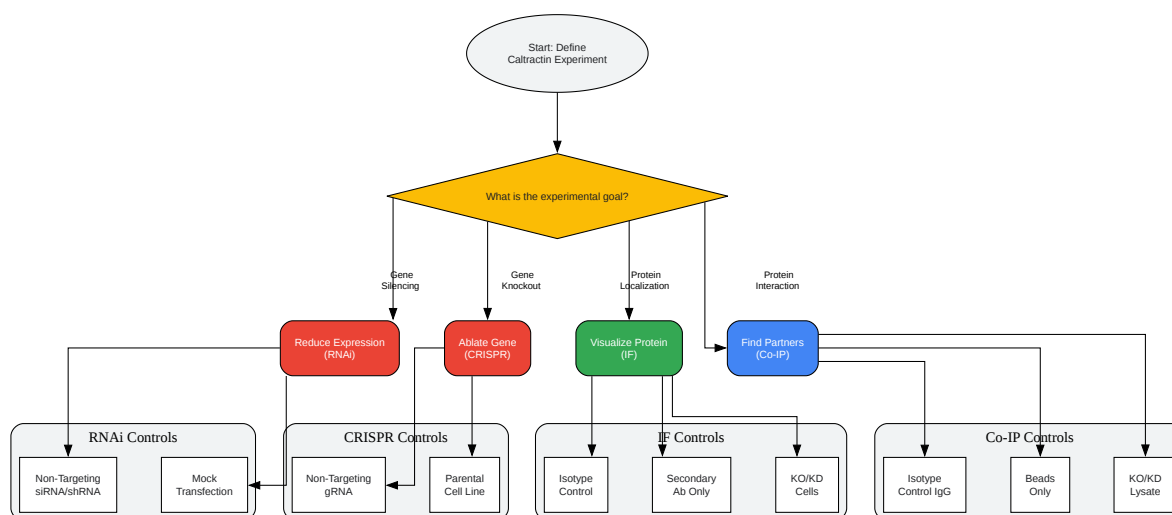 Start: Define
Caltractin Experiment
What is the experimental goal?
Gene
Silencing
Gene
Knockout
Protein
Localization
Protein
Interaction
Reduce Expression
(RNAi)
Ablate Gene
(CRISPR)
Visualize Protein
(IF)
Find Partners
(Co-IP)
RNAi Controls
Non-Targeting
siRNA/shRNA
Mock
Transfection
CRISPR Controls
Non-Targeting
gRNA
Parental
Cell Line
IF Controls
Isotype
Control
Secondary
Ab Only
KO/KD
Cells
Co-IP Controls
Isotype
Control IgG
Beads
Only
KO/KD
Lysate